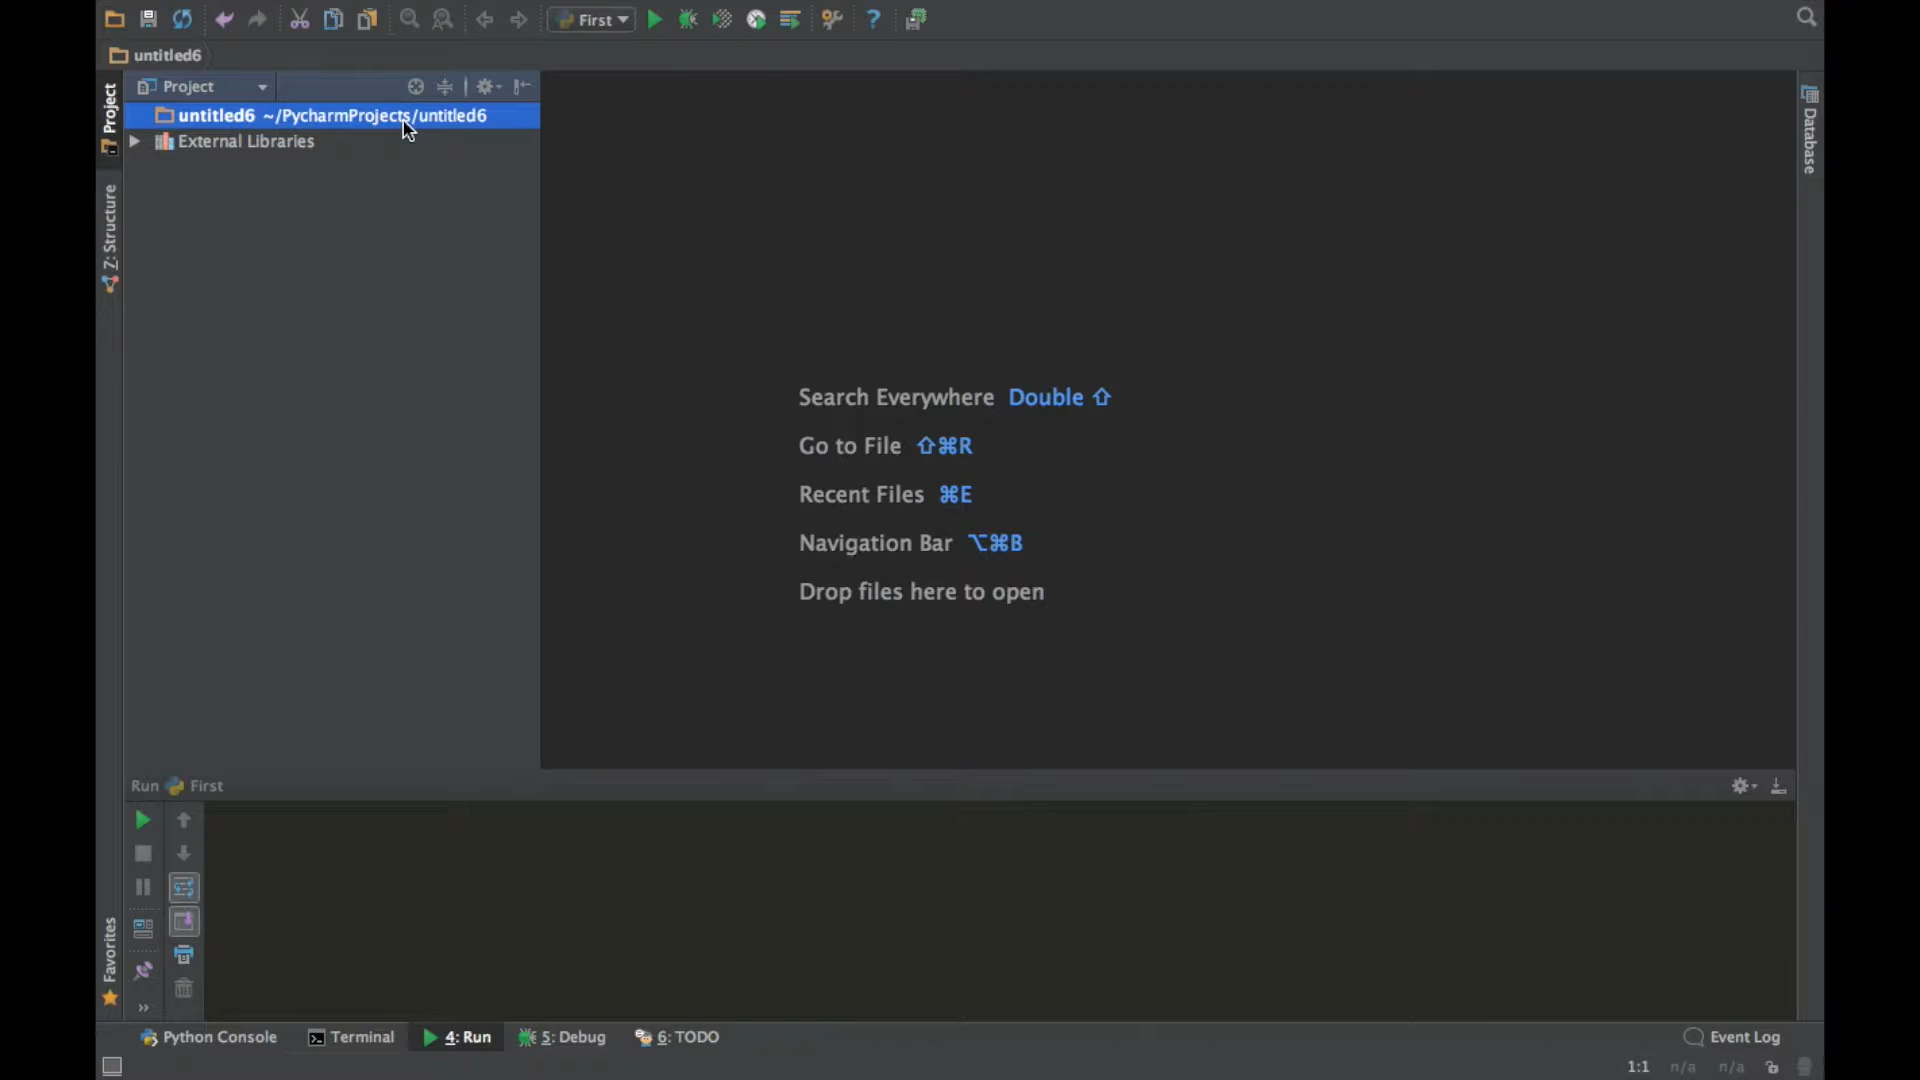 First
untitled6
Project
untitled6 ~/PycharmProjects/untitled6
External Libraries
Project
Z: Structure
Favorites
Database
Search Everywhere Double ⇧
Go to File ⇧⌘R
Recent Files ⌘E
Navigation Bar ⌥⌘B
Drop files here to open
Run First
Python Console
Terminal
4: Run
5: Debug
6: TODO
Event Log
1:1 n/a n/a